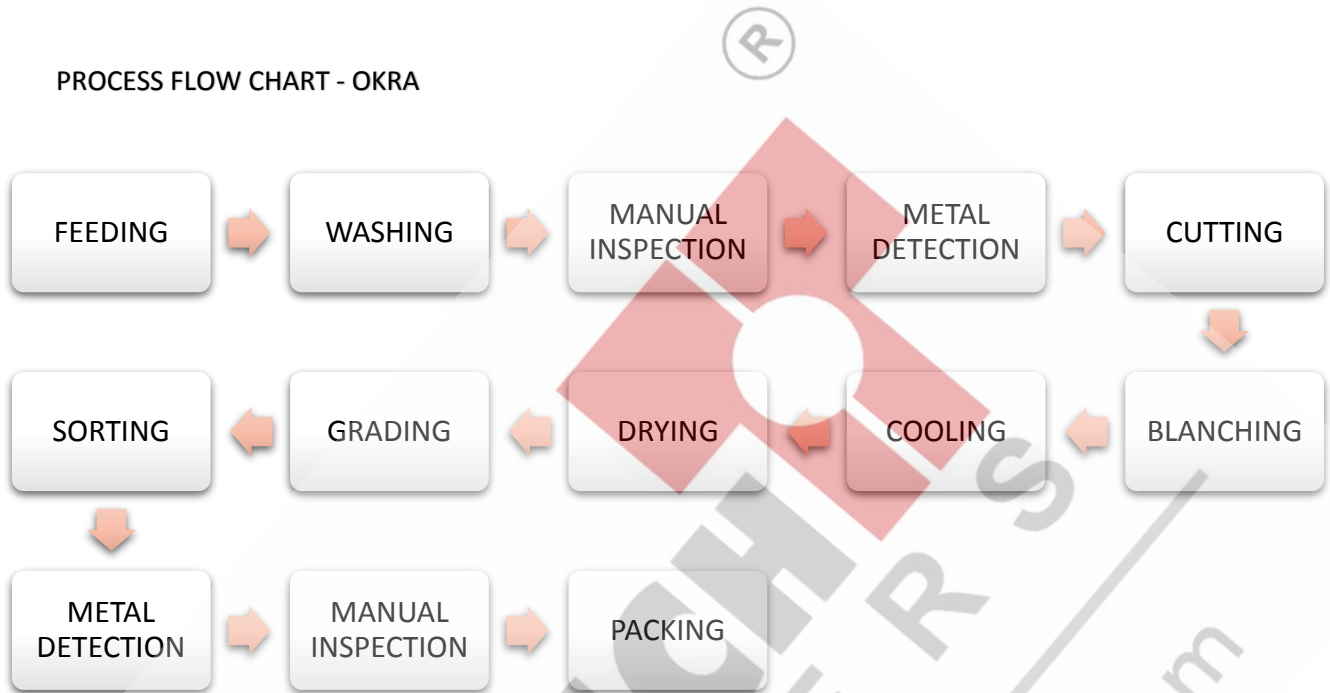 ®
PROCESS FLOW CHART - OKRA
FEEDING
WASHING
MANUAL
INSPECTION
METAL
DETECTION
CUTTING
BLANCHING
COOLING
DRYING
GRADING
SORTING
METAL
DETECTION
MANUAL
INSPECTION
PACKING